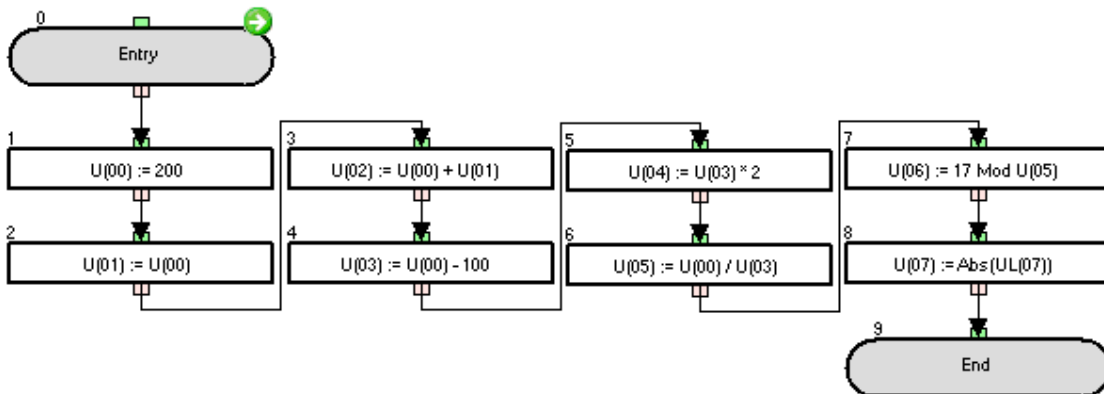 0
Entry
1
U(00) := 200
2
U(01) := U(00)
3
U(02) := U(00) + U(01)
4
U(03) := U(00) - 100
5
U(04) := U(03) * 2
6
U(05) := U(00) / U(03)
7
U(06) := 17 Mod U(05)
8
U(07) := Abs(UL(07))
9
End